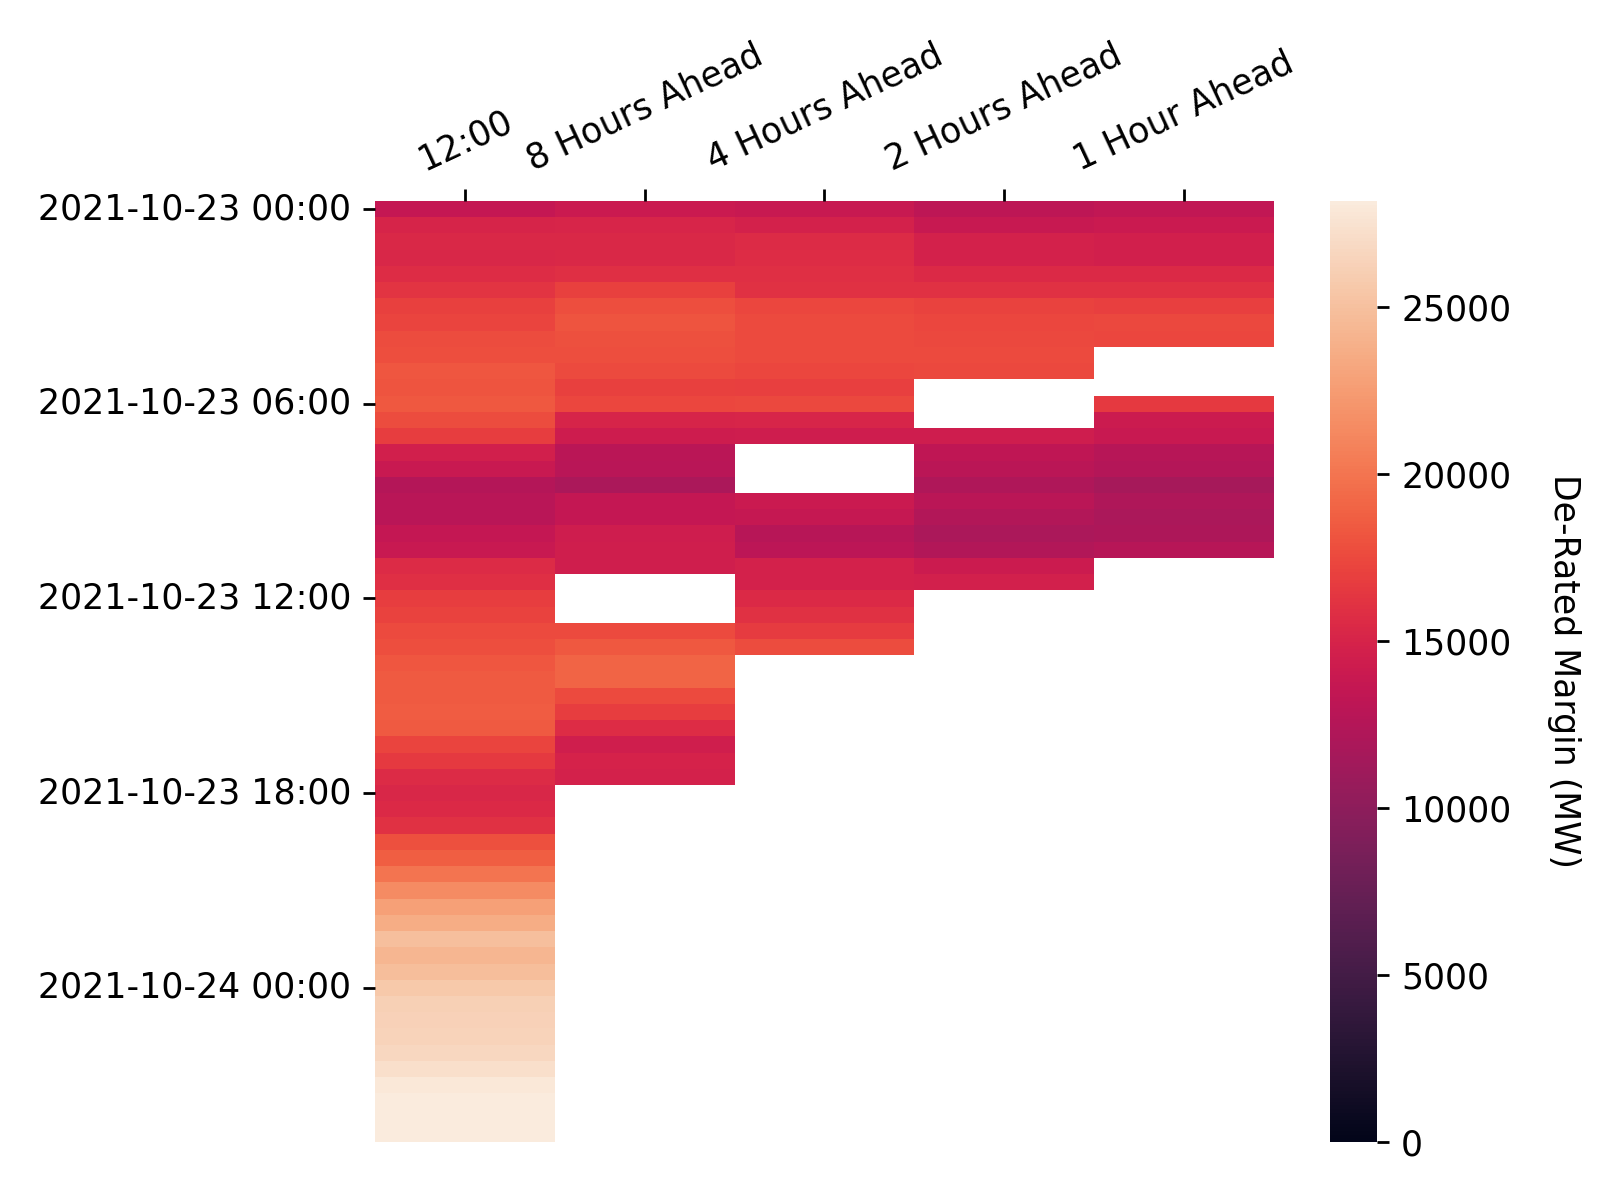 12:00
8 Hours Ahead
4 Hours Ahead
2 Hours Ahead
1 Hour Ahead
2021-10-23 00:00
2021-10-23 06:00
2021-10-23 12:00
2021-10-23 18:00
2021-10-24 00:00
25000
20000
15000
10000
5000
0
De-Rated Margin (MW)